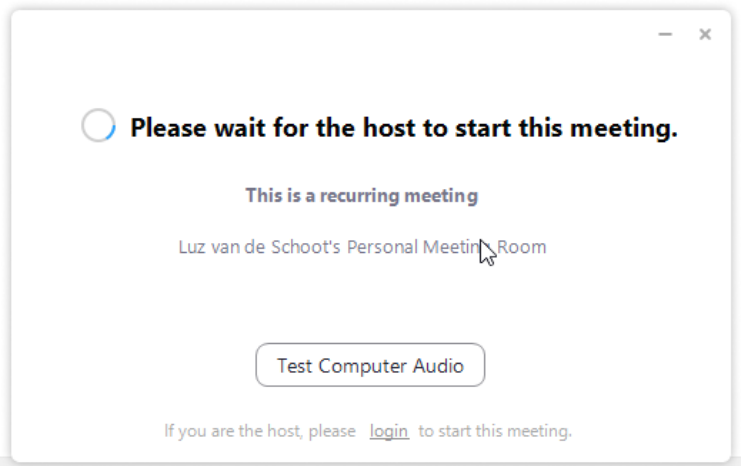 Please wait for the host to start this meeting.
This is a recurring meeting
Luz van de Schoot's Personal Meeting Room
Test Computer Audio
If you are the host, please login to start this meeting.